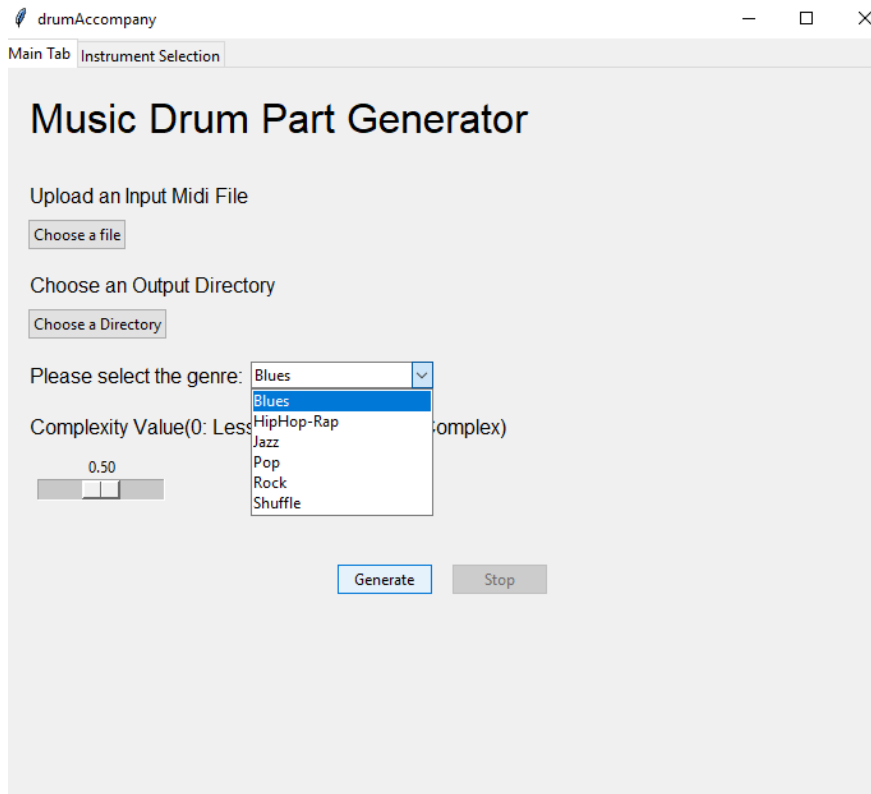 drumAccompany
Main Tab Instrument Selection
Music Drum Part Generator
Upload an Input Midi File
Choose a file
Choose an Output Directory
Choose a Directory
Please select the genre: Blues
Blues
HipHop-Rap
Jazz
Pop
Rock
Shuffle
Complexity Value(0: Less omplex)
0.50
Generate Stop